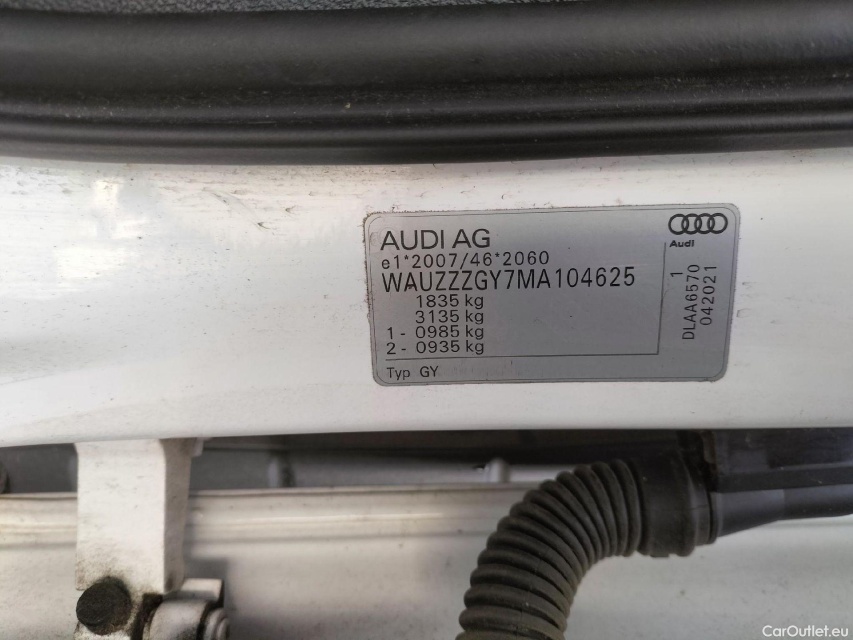 AUDI AG
e1*2007/46*2060
WAUZZZGY7MA104625
1835 kg
3135 kg
1 - 0985 kg
2 - 0935 kg
Typ GY
Audi
1
DLAA6570
042021
CarOutlet.eu